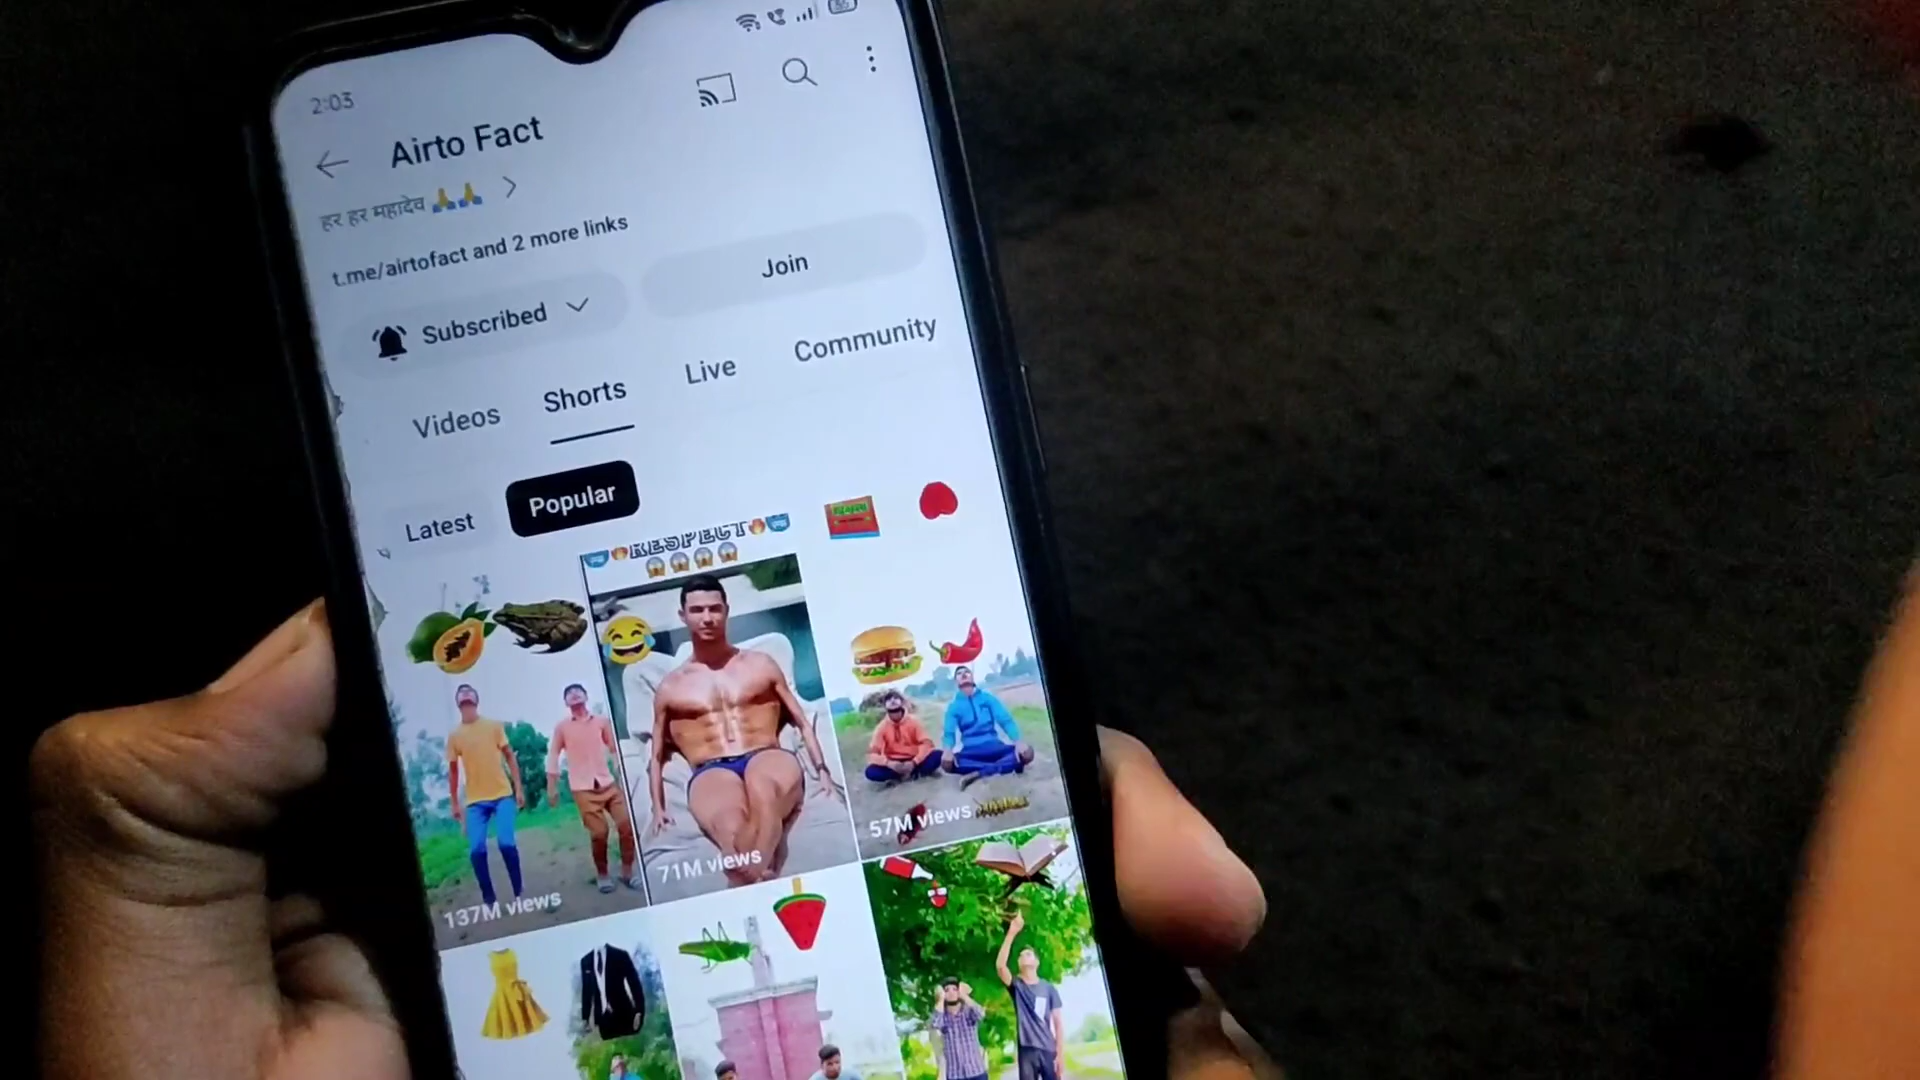 2:03
Airto Fact
हर हर महादेव 🙏🙏 >
t.me/airtofact and 2 more links
Subscribed
Join
Videos
Shorts
Live
Community
Latest
Popular
RESPECT
137M views
71M views
57M views